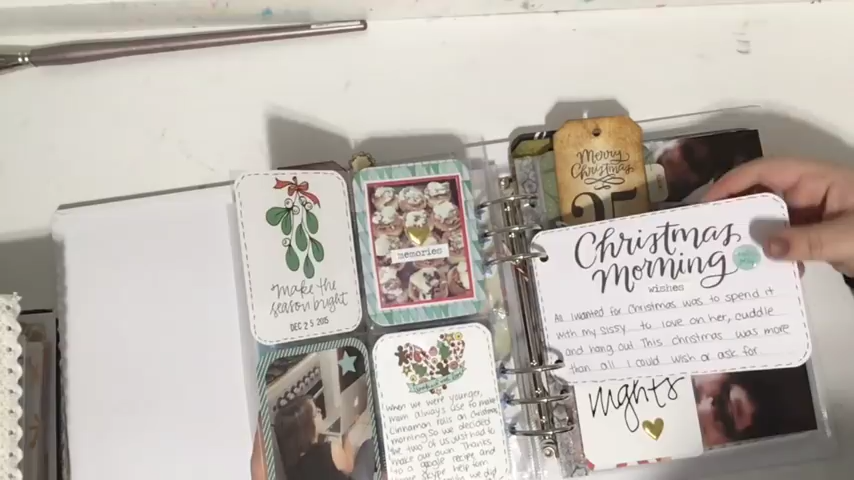 make the
season bright
DEC 25 2015
memories
When we were younger,
mom always use to make
cinnamon rolls on Christmas
morning. So we decided
the two of us just had to
make our own. Thanks
to a google recipe and
Merry
Christmas
25
Christmas
Morning
wishes
All I wanted for Christmas was to spend it
with my sissy... to love on her, cuddle
and hang out. This christmas was more
than all I could wish or ask for.
nights